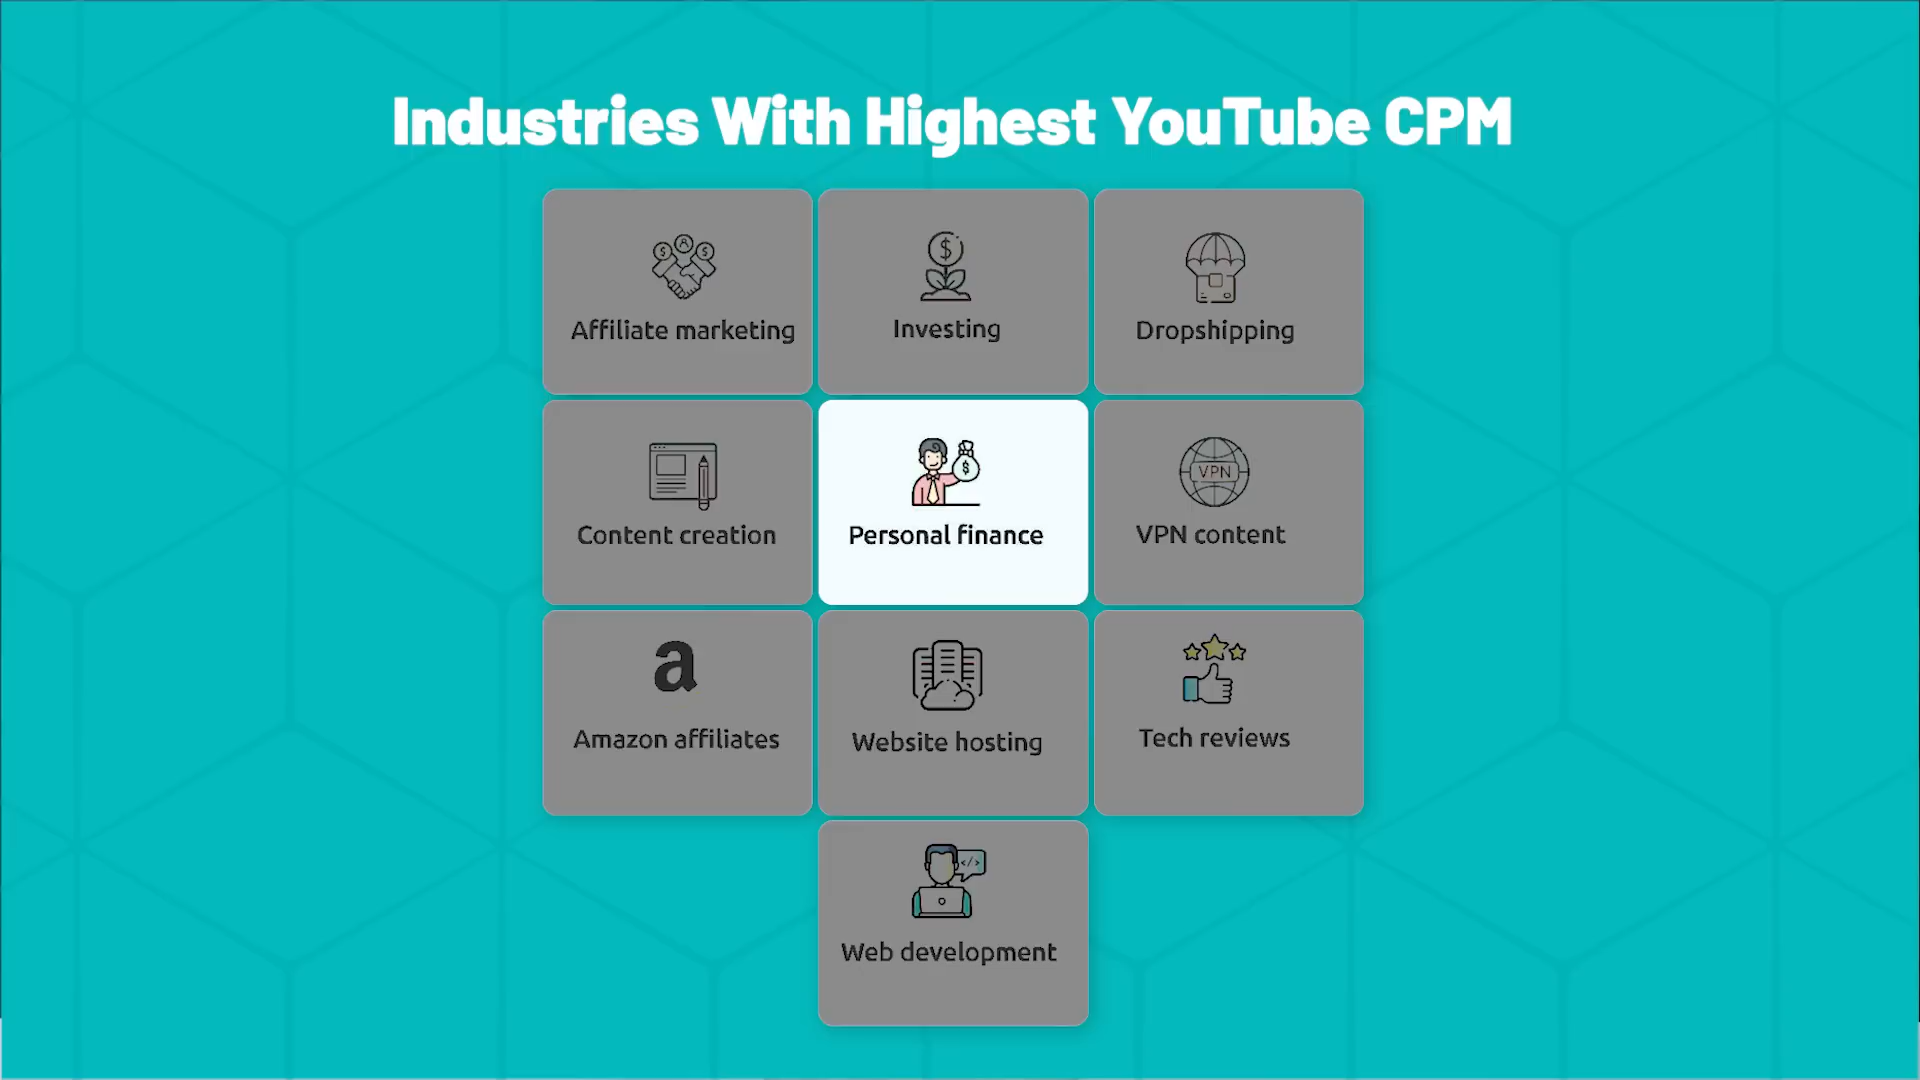 Industries With Highest YouTube CPM
$ $
$
Affiliate marketing
Investing
Dropshipping
$
VPN
Content creation
Personal finance
VPN content
a
Amazon affiliates
Website hosting
Tech reviews
</>
Web development